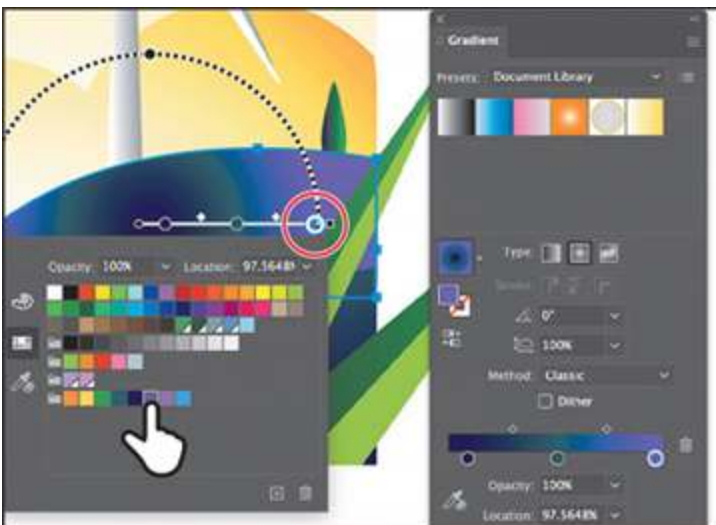 Gradient
Presets: Document Library
Opacity: 100% Location: 97.5648%
Type:
Stroke:
0°
100%
Method: Classic
Dither
Opacity: 100%
Location: 97.5648%